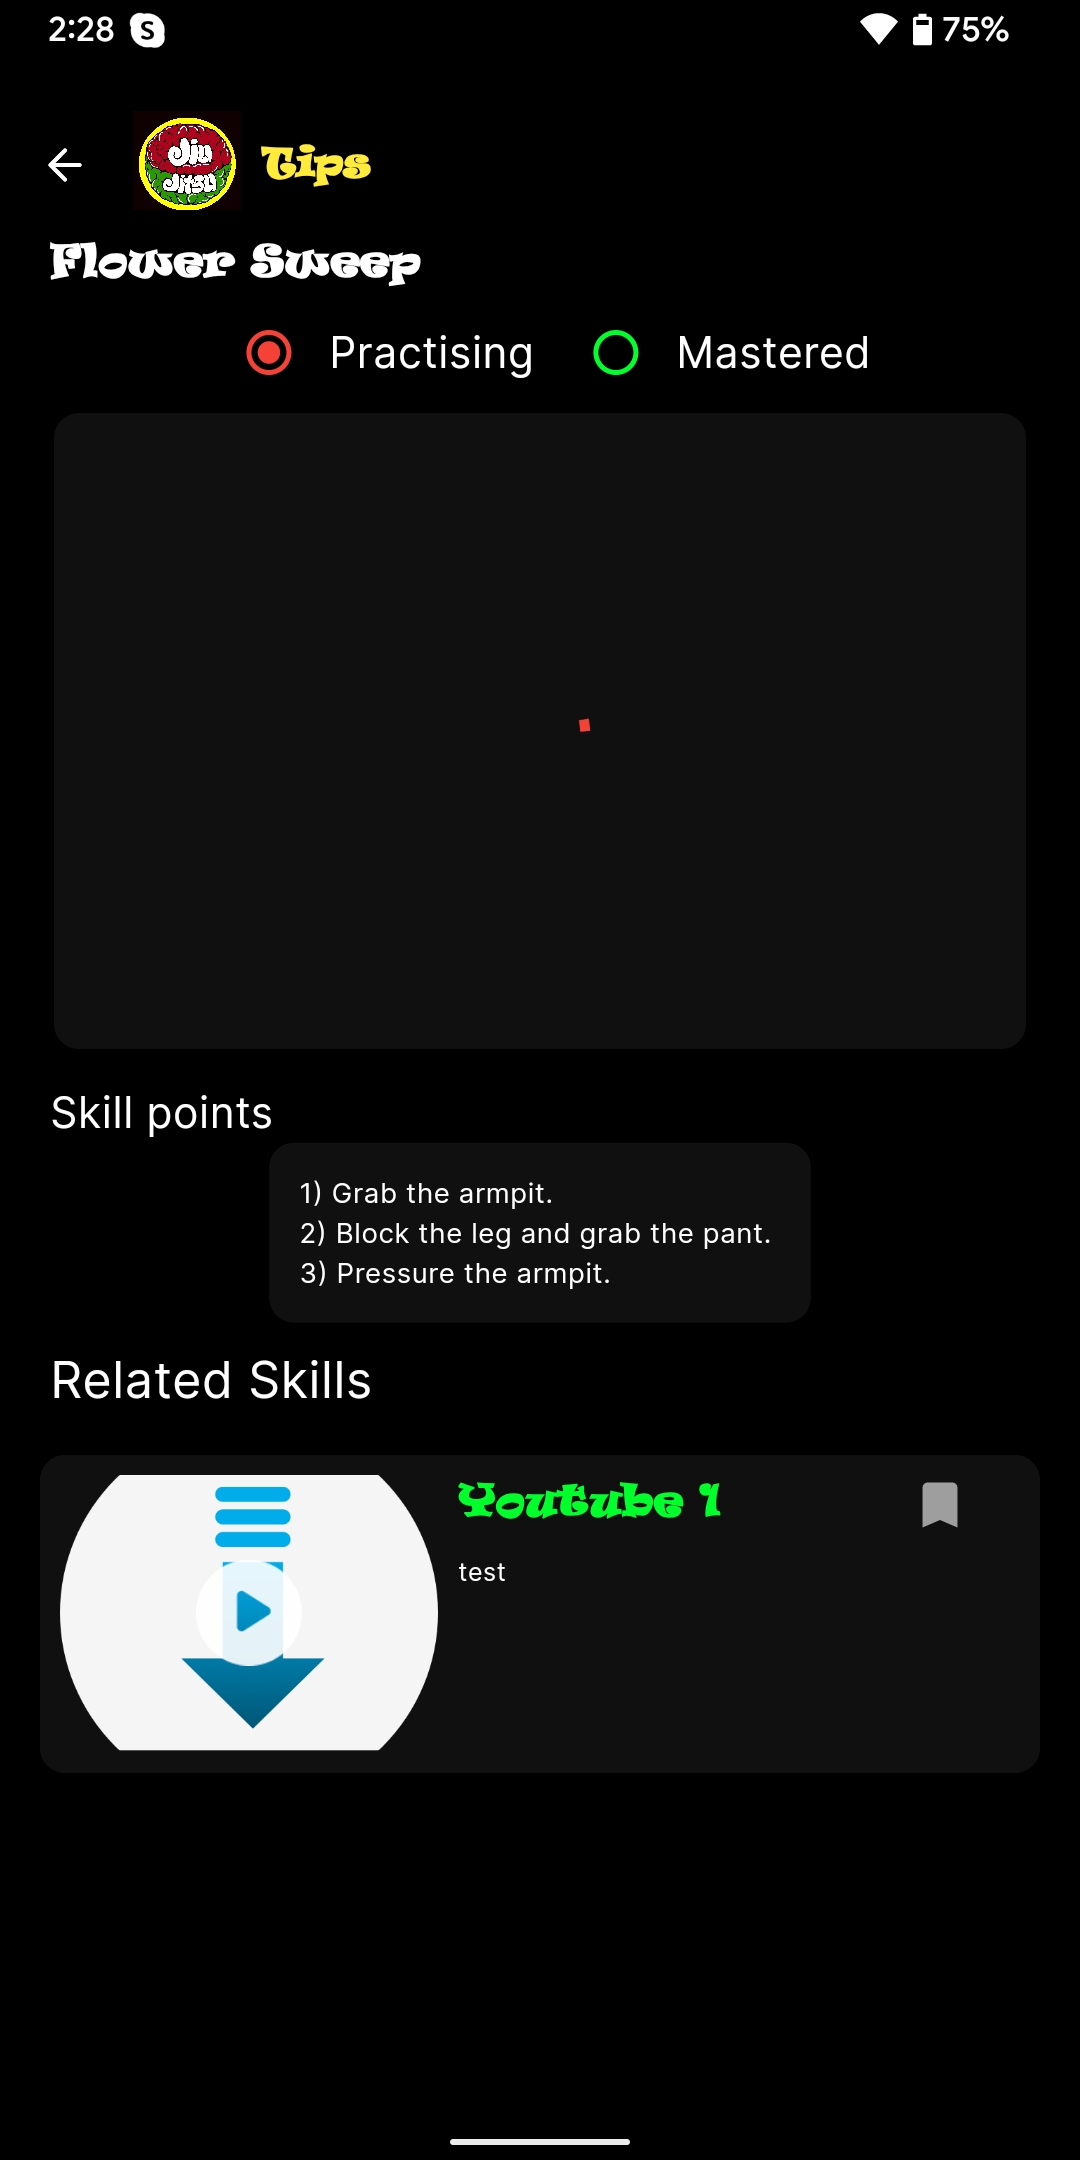 2:28 S 75%
Jiu
Jitsu
Tips
Flower Sweep
Practising Mastered
Skill points
1) Grab the armpit.
2) Block the leg and grab the pant.
3) Pressure the armpit.
Related Skills
Youtube 1
test